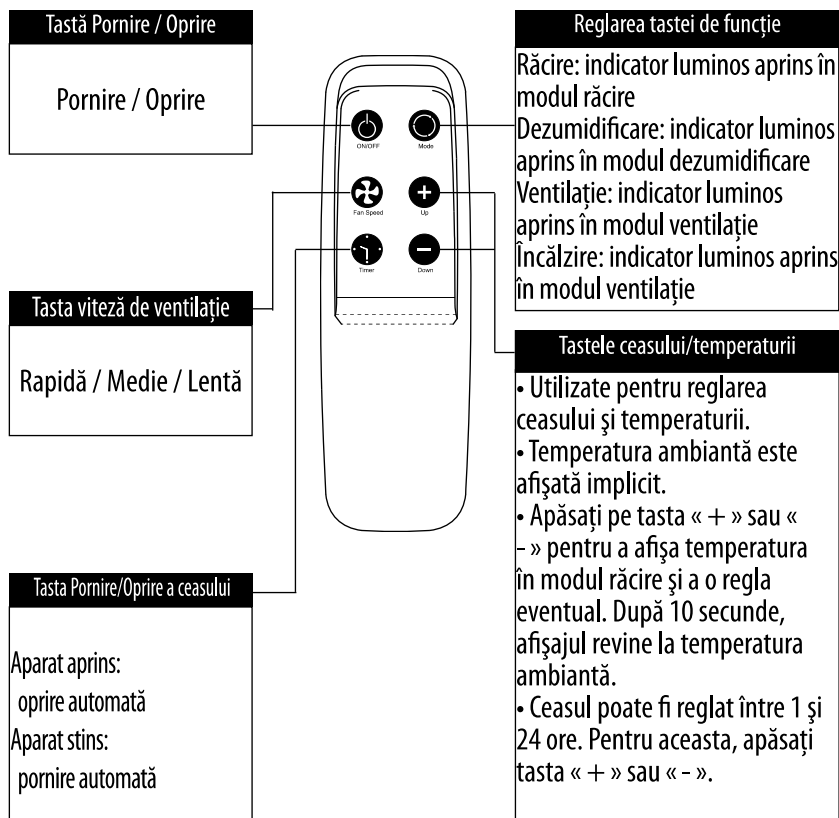 Tastă Pornire / Oprire
Pornire / Oprire
Tasta viteză de ventilație
Rapidă / Medie / Lentă
Tasta Pornire/Oprire a ceasului
Aparat aprins:
oprire automată
Aparat stins:
pornire automată
ON/OFF
Mode
Fan Speed
Up
Timer
Down
Reglarea tastei de funcție
Răcire: indicator luminos aprins în
modul răcire
Dezumidificare: indicator luminos
aprins în modul dezumidificare
Ventilație: indicator luminos
aprins în modul ventilație
Încălzire: indicator luminos aprins
în modul ventilație
Tastele ceasului/temperaturii
• Utilizate pentru reglarea
ceasului şi temperaturii.
• Temperatura ambiantă este
afişată implicit.
• Apăsați pe tasta « + » sau «
- » pentru a afişa temperatura
în modul răcire şi a o regla
eventual. După 10 secunde,
afişajul revine la temperatura
ambiantă.
• Ceasul poate fi reglat între 1 şi
24 ore. Pentru aceasta, apăsați
tasta « + » sau « - ».